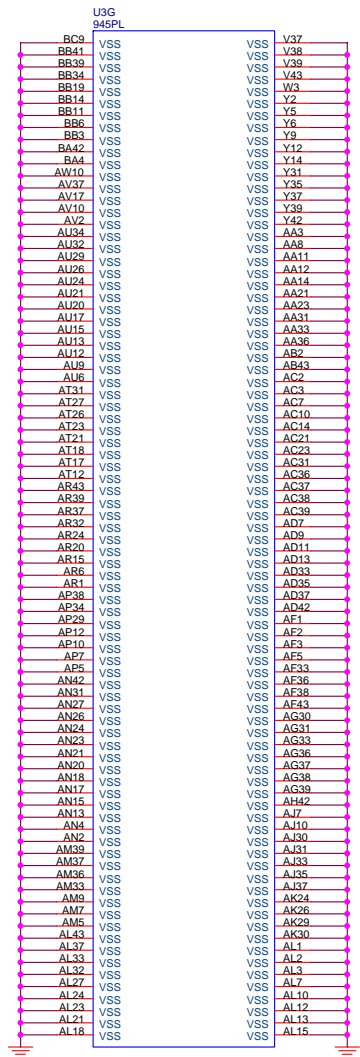 U3G
945PL
BC9 VSS VSS V37
BB41 VSS VSS V38
BB39 VSS VSS V39
BB34 VSS VSS V43
BB19 VSS VSS W3
BB14 VSS VSS Y2
BB11 VSS VSS Y5
BB6 VSS VSS Y6
BB3 VSS VSS Y9
BA42 VSS VSS Y12
BA4 VSS VSS Y14
AW10 VSS VSS Y31
AV37 VSS VSS Y35
AV17 VSS VSS Y37
AV10 VSS VSS Y39
AV2 VSS VSS Y42
AU34 VSS VSS AA3
AU32 VSS VSS AA8
AU29 VSS VSS AA11
AU26 VSS VSS AA12
AU24 VSS VSS AA14
AU21 VSS VSS AA21
AU20 VSS VSS AA23
AU17 VSS VSS AA31
AU15 VSS VSS AA33
AU13 VSS VSS AA36
AU12 VSS VSS AB2
AU9 VSS VSS AB43
AU6 VSS VSS AC2
AT31 VSS VSS AC3
AT27 VSS VSS AC7
AT26 VSS VSS AC10
AT23 VSS VSS AC14
AT21 VSS VSS AC21
AT18 VSS VSS AC23
AT17 VSS VSS AC31
AT12 VSS VSS AC36
AR43 VSS VSS AC37
AR39 VSS VSS AC38
AR37 VSS VSS AC39
AR32 VSS VSS AD7
AR24 VSS VSS AD9
AR20 VSS VSS AD11
AR15 VSS VSS AD13
AR6 VSS VSS AD33
AR1 VSS VSS AD35
AP38 VSS VSS AD37
AP34 VSS VSS AD42
AP29 VSS VSS AF1
AP12 VSS VSS AF2
AP10 VSS VSS AF3
AP7 VSS VSS AF5
AP5 VSS VSS AF33
AN42 VSS VSS AF36
AN31 VSS VSS AF38
AN27 VSS VSS AF43
AN26 VSS VSS AG30
AN24 VSS VSS AG31
AN23 VSS VSS AG33
AN21 VSS VSS AG36
AN20 VSS VSS AG37
AN18 VSS VSS AG38
AN17 VSS VSS AG39
AN15 VSS VSS AH42
AN13 VSS VSS AJ7
AN4 VSS VSS AJ10
AN2 VSS VSS AJ30
AM39 VSS VSS AJ31
AM37 VSS VSS AJ33
AM36 VSS VSS AJ35
AM33 VSS VSS AJ37
AM9 VSS VSS AK24
AM7 VSS VSS AK26
AM5 VSS VSS AK29
AL43 VSS VSS AK30
AL37 VSS VSS AL1
AL33 VSS VSS AL2
AL32 VSS VSS AL3
AL27 VSS VSS AL7
AL24 VSS VSS AL10
AL23 VSS VSS AL12
AL21 VSS VSS AL13
AL18 VSS VSS AL15